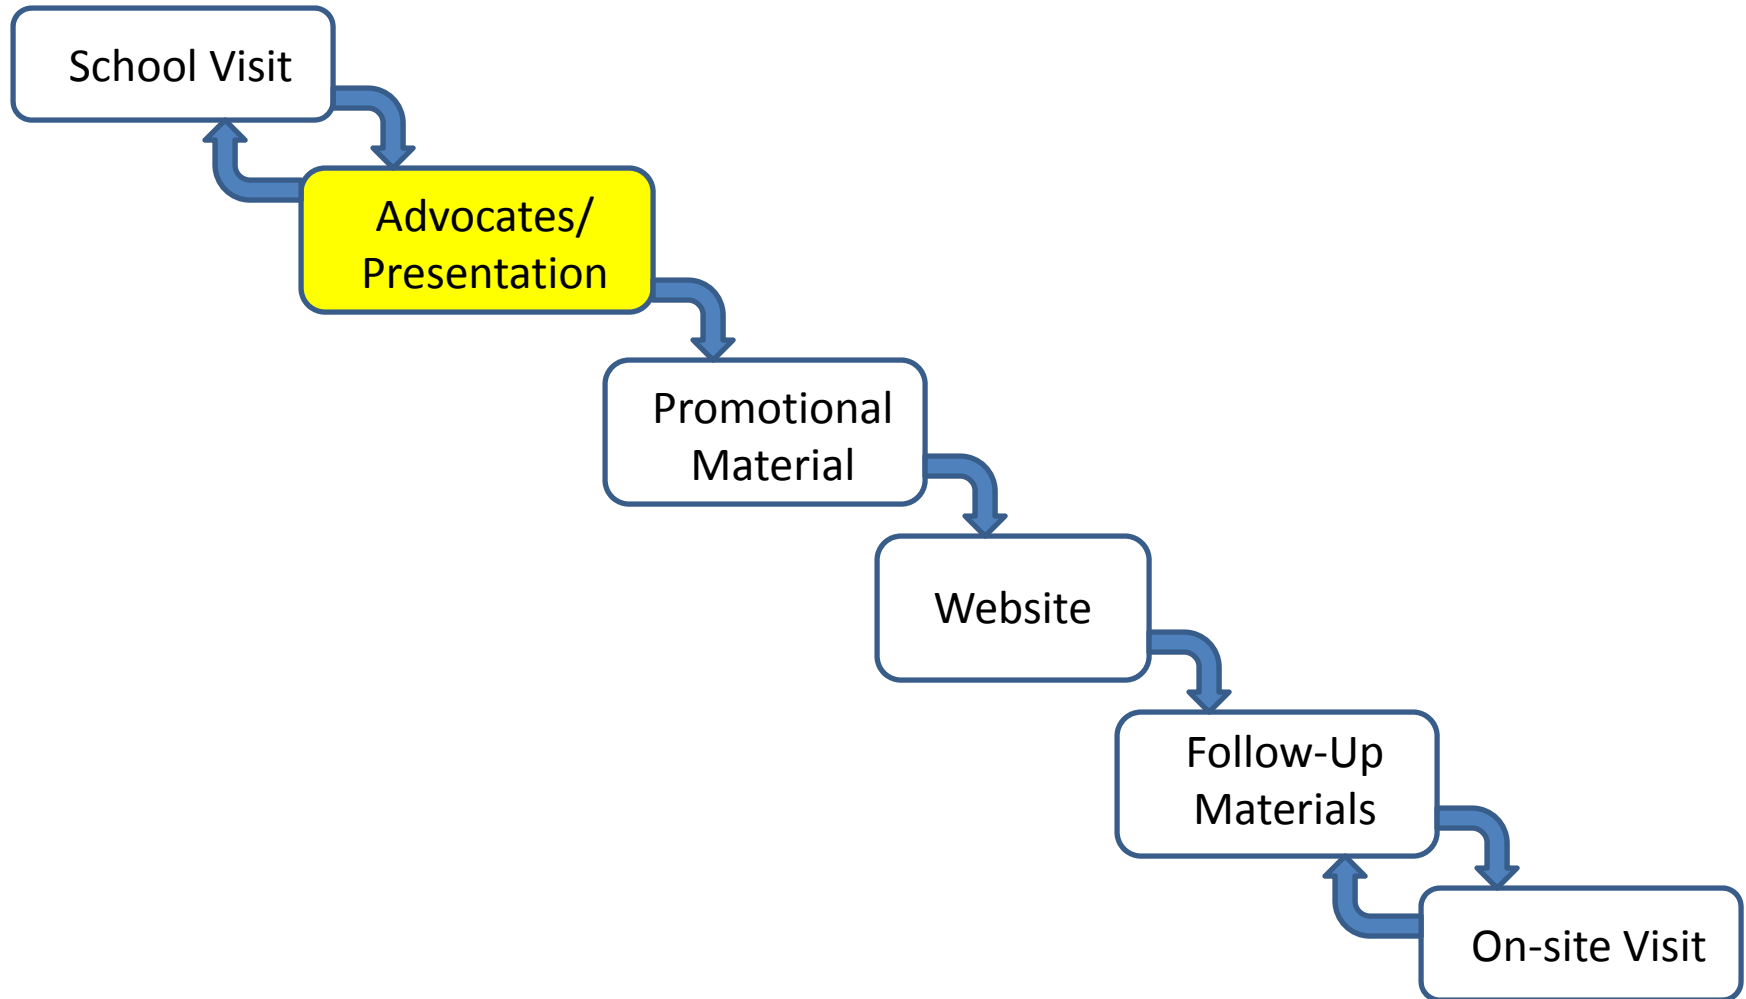 School Visit
Advocates/
Presentation
Promotional
Material
Website
Follow-Up
Materials
On-site Visit